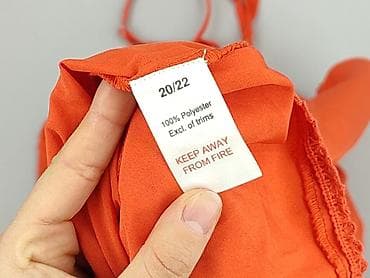 20/22
100% Polyester
Excl. of trims
KEEP AWAY
FROM FIRE